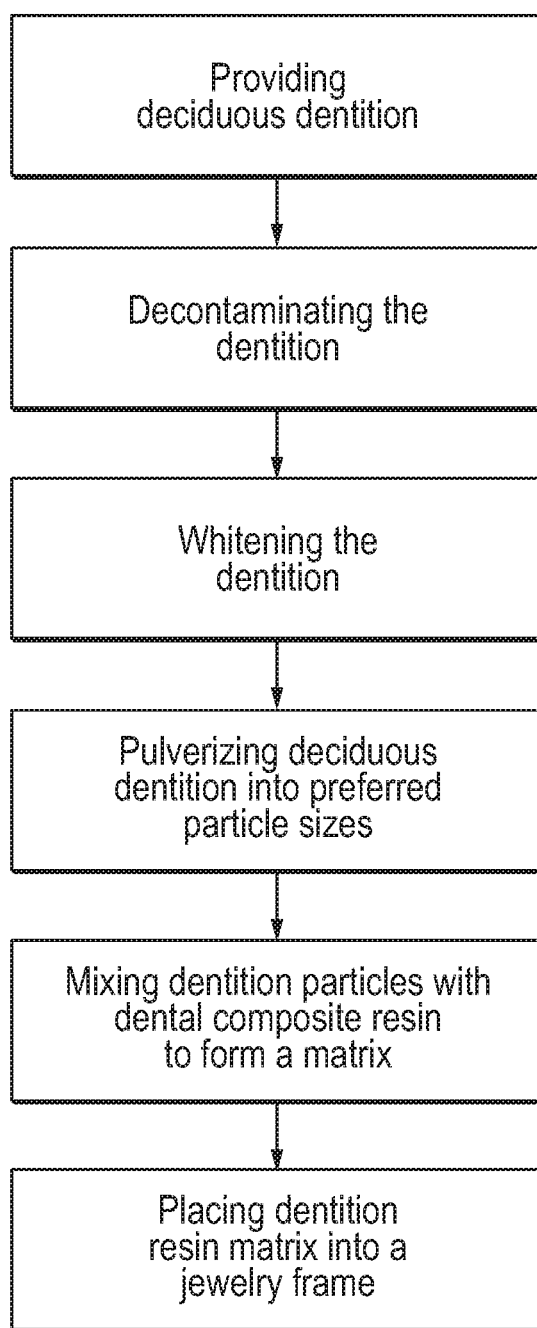 Providing
deciduous dentition
Decontaminating the
dentition
Whitening the
dentition
Pulverizing deciduous
dentition into preferred
particle sizes
Mixing dentition particles with
dental composite resin
to form a matrix
Placing dentition
resin matrix into a
jewelry frame